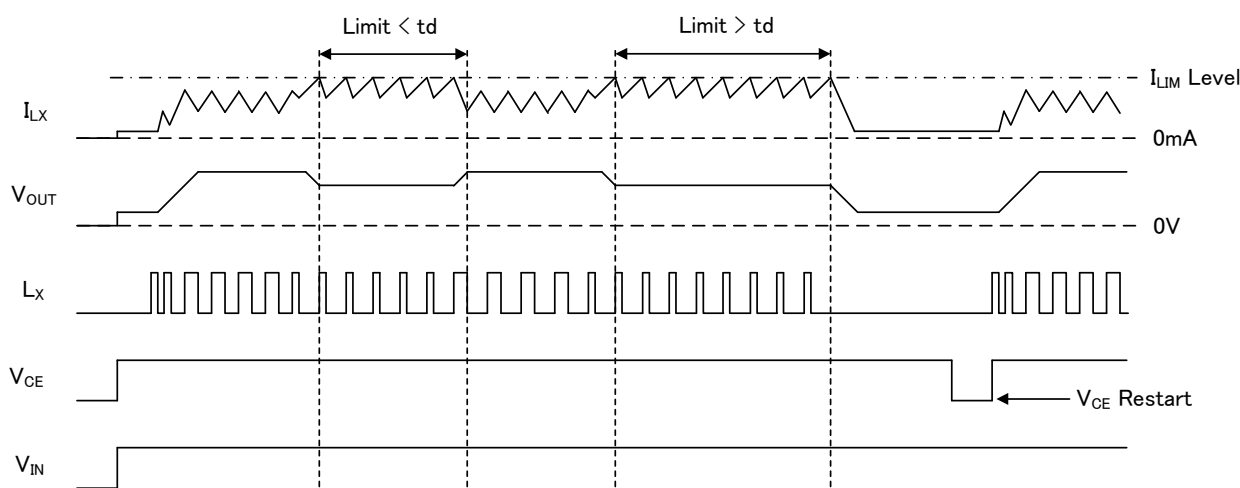 Limit < td
Limit > td
ILIM Level
ILX
0mA
VOUT
0V
LX
VCE
VCE Restart
VIN